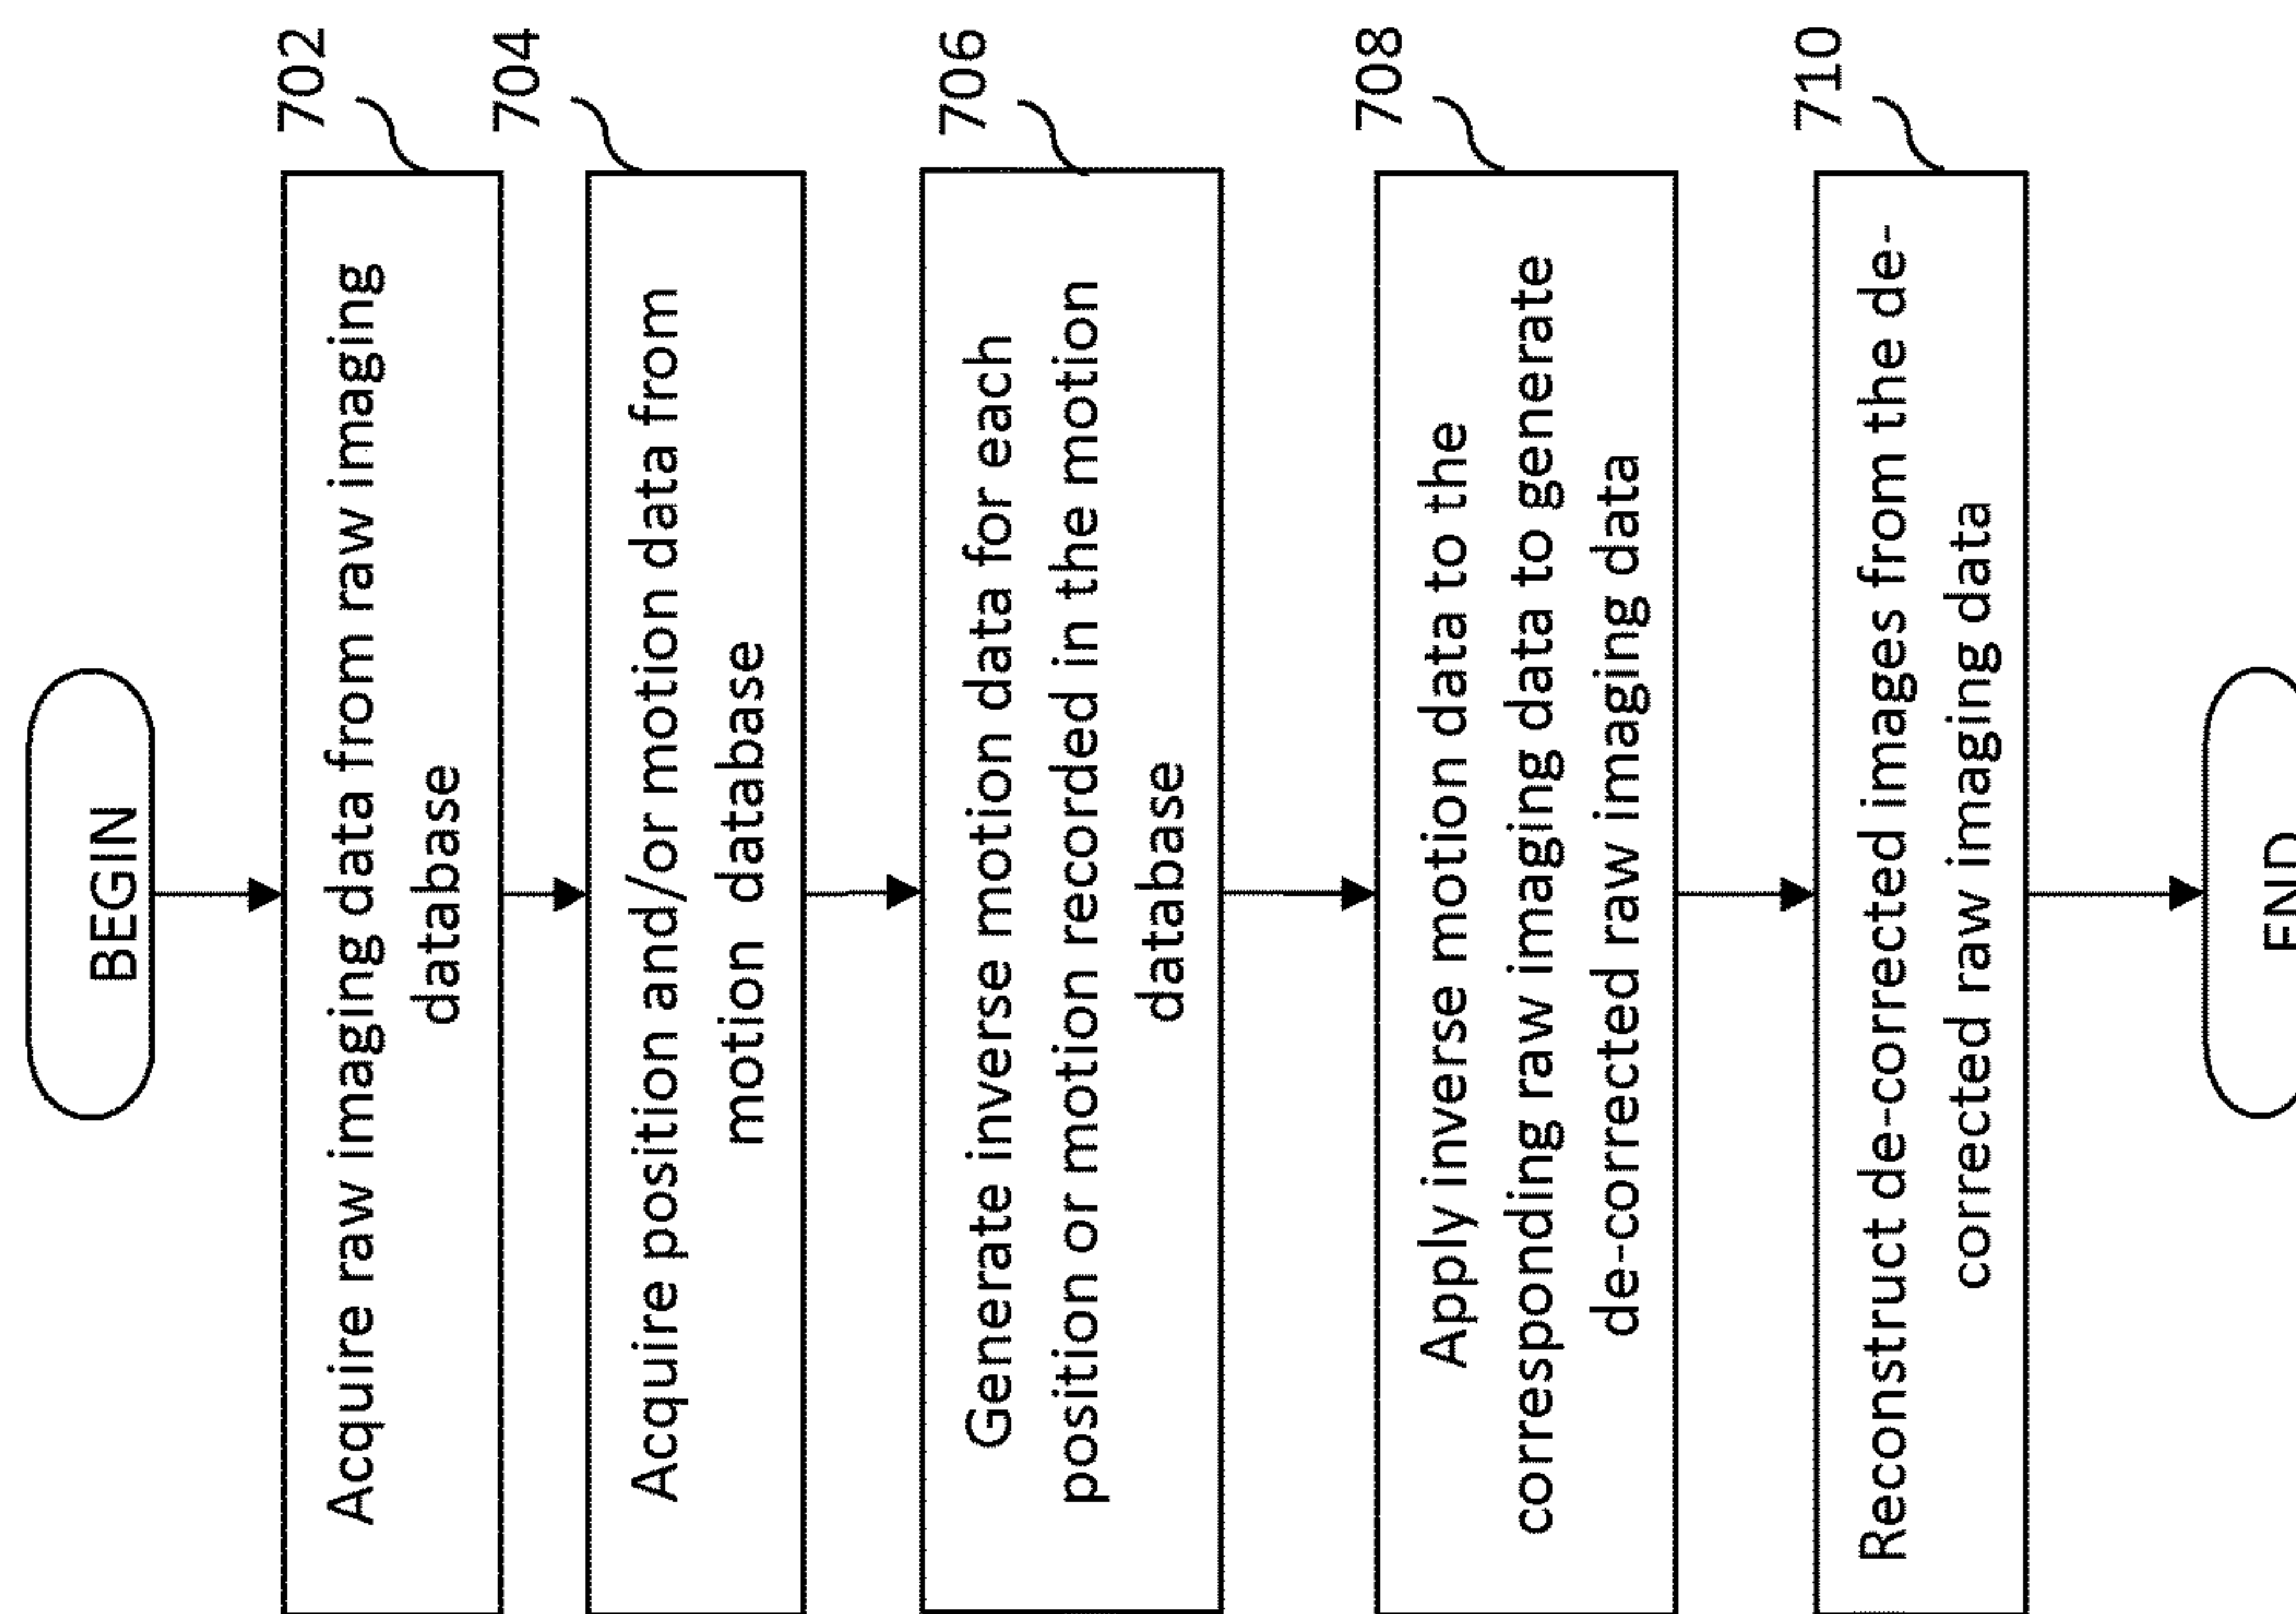 BEGIN
702
Acquire raw imaging data from raw imaging
database
704
Acquire position and/or motion data from
motion database
706
Generate inverse motion data for each
position or motion recorded in the motion
database
708
Apply inverse motion data to the
corresponding raw imaging data to generate
de-corrected raw imaging data
710
Reconstruct de-corrected images from the de-
corrected raw imaging data
END